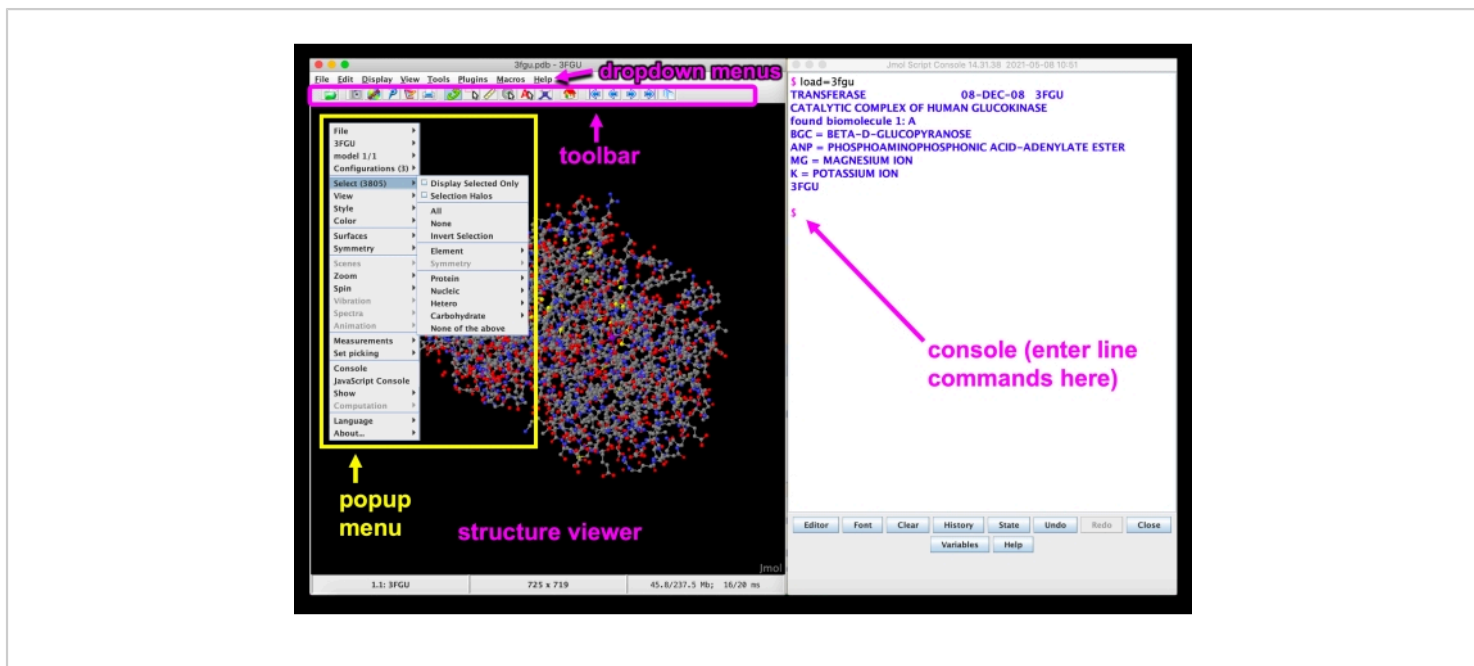 3fgu.pdb - 3FGU
File Edit Display View Tools Plugins Macros Help
dropdown menus
toolbar
File
3FGU
model 1/1
Configurations (3)
Select (3805)
View
Style
Color
Surfaces
Symmetry
Scenes
Zoom
Spin
Vibration
Spectra
Animation
Measurements
Set picking
Console
JavaScript Console
Show
Computation
Language
About...
Display Selected Only
Selection Halos
All
None
Invert Selection
Element
Symmetry
Protein
Nucleic
Hetero
Carbohydrate
None of the above
popup
menu
structure viewer
Jmol
1.1: 3FGU 725 x 719 45.8/237.5 Mb; 16/20 ms
Jmol Script Console 14.31.38 2021-05-08 10:51
$ load=3fgu
TRANSFERASE 08-DEC-08 3FGU
CATALYTIC COMPLEX OF HUMAN GLUCOKINASE
found biomolecule 1: A
BGC = BETA-D-GLUCOPYRANOSE
ANP = PHOSPHOAMINOPHOSPHONIC ACID-ADENYLATE ESTER
MG = MAGNESIUM ION
K = POTASSIUM ION
3FGU
$
console (enter line
commands here)
Editor Font Clear History State Undo Redo Close
Variables Help